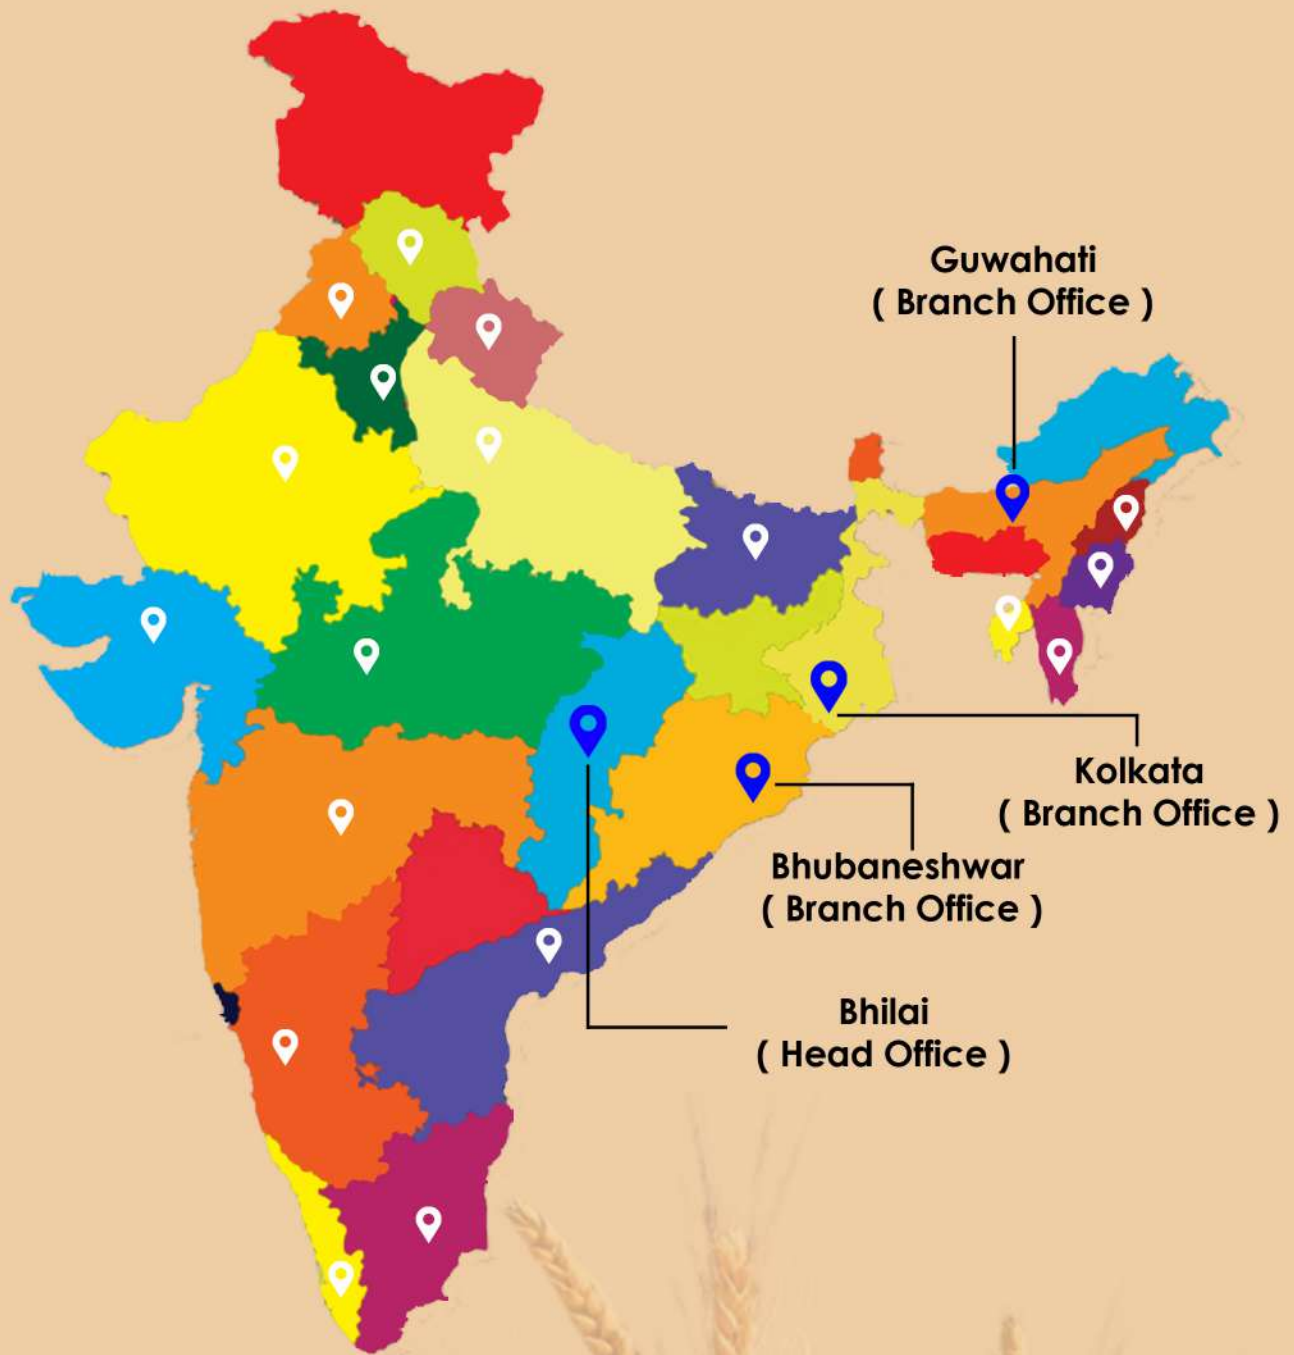 Guwahati
( Branch Office )
Kolkata
( Branch Office )
Bhubaneshwar
( Branch Office )
Bhilai
( Head Office )